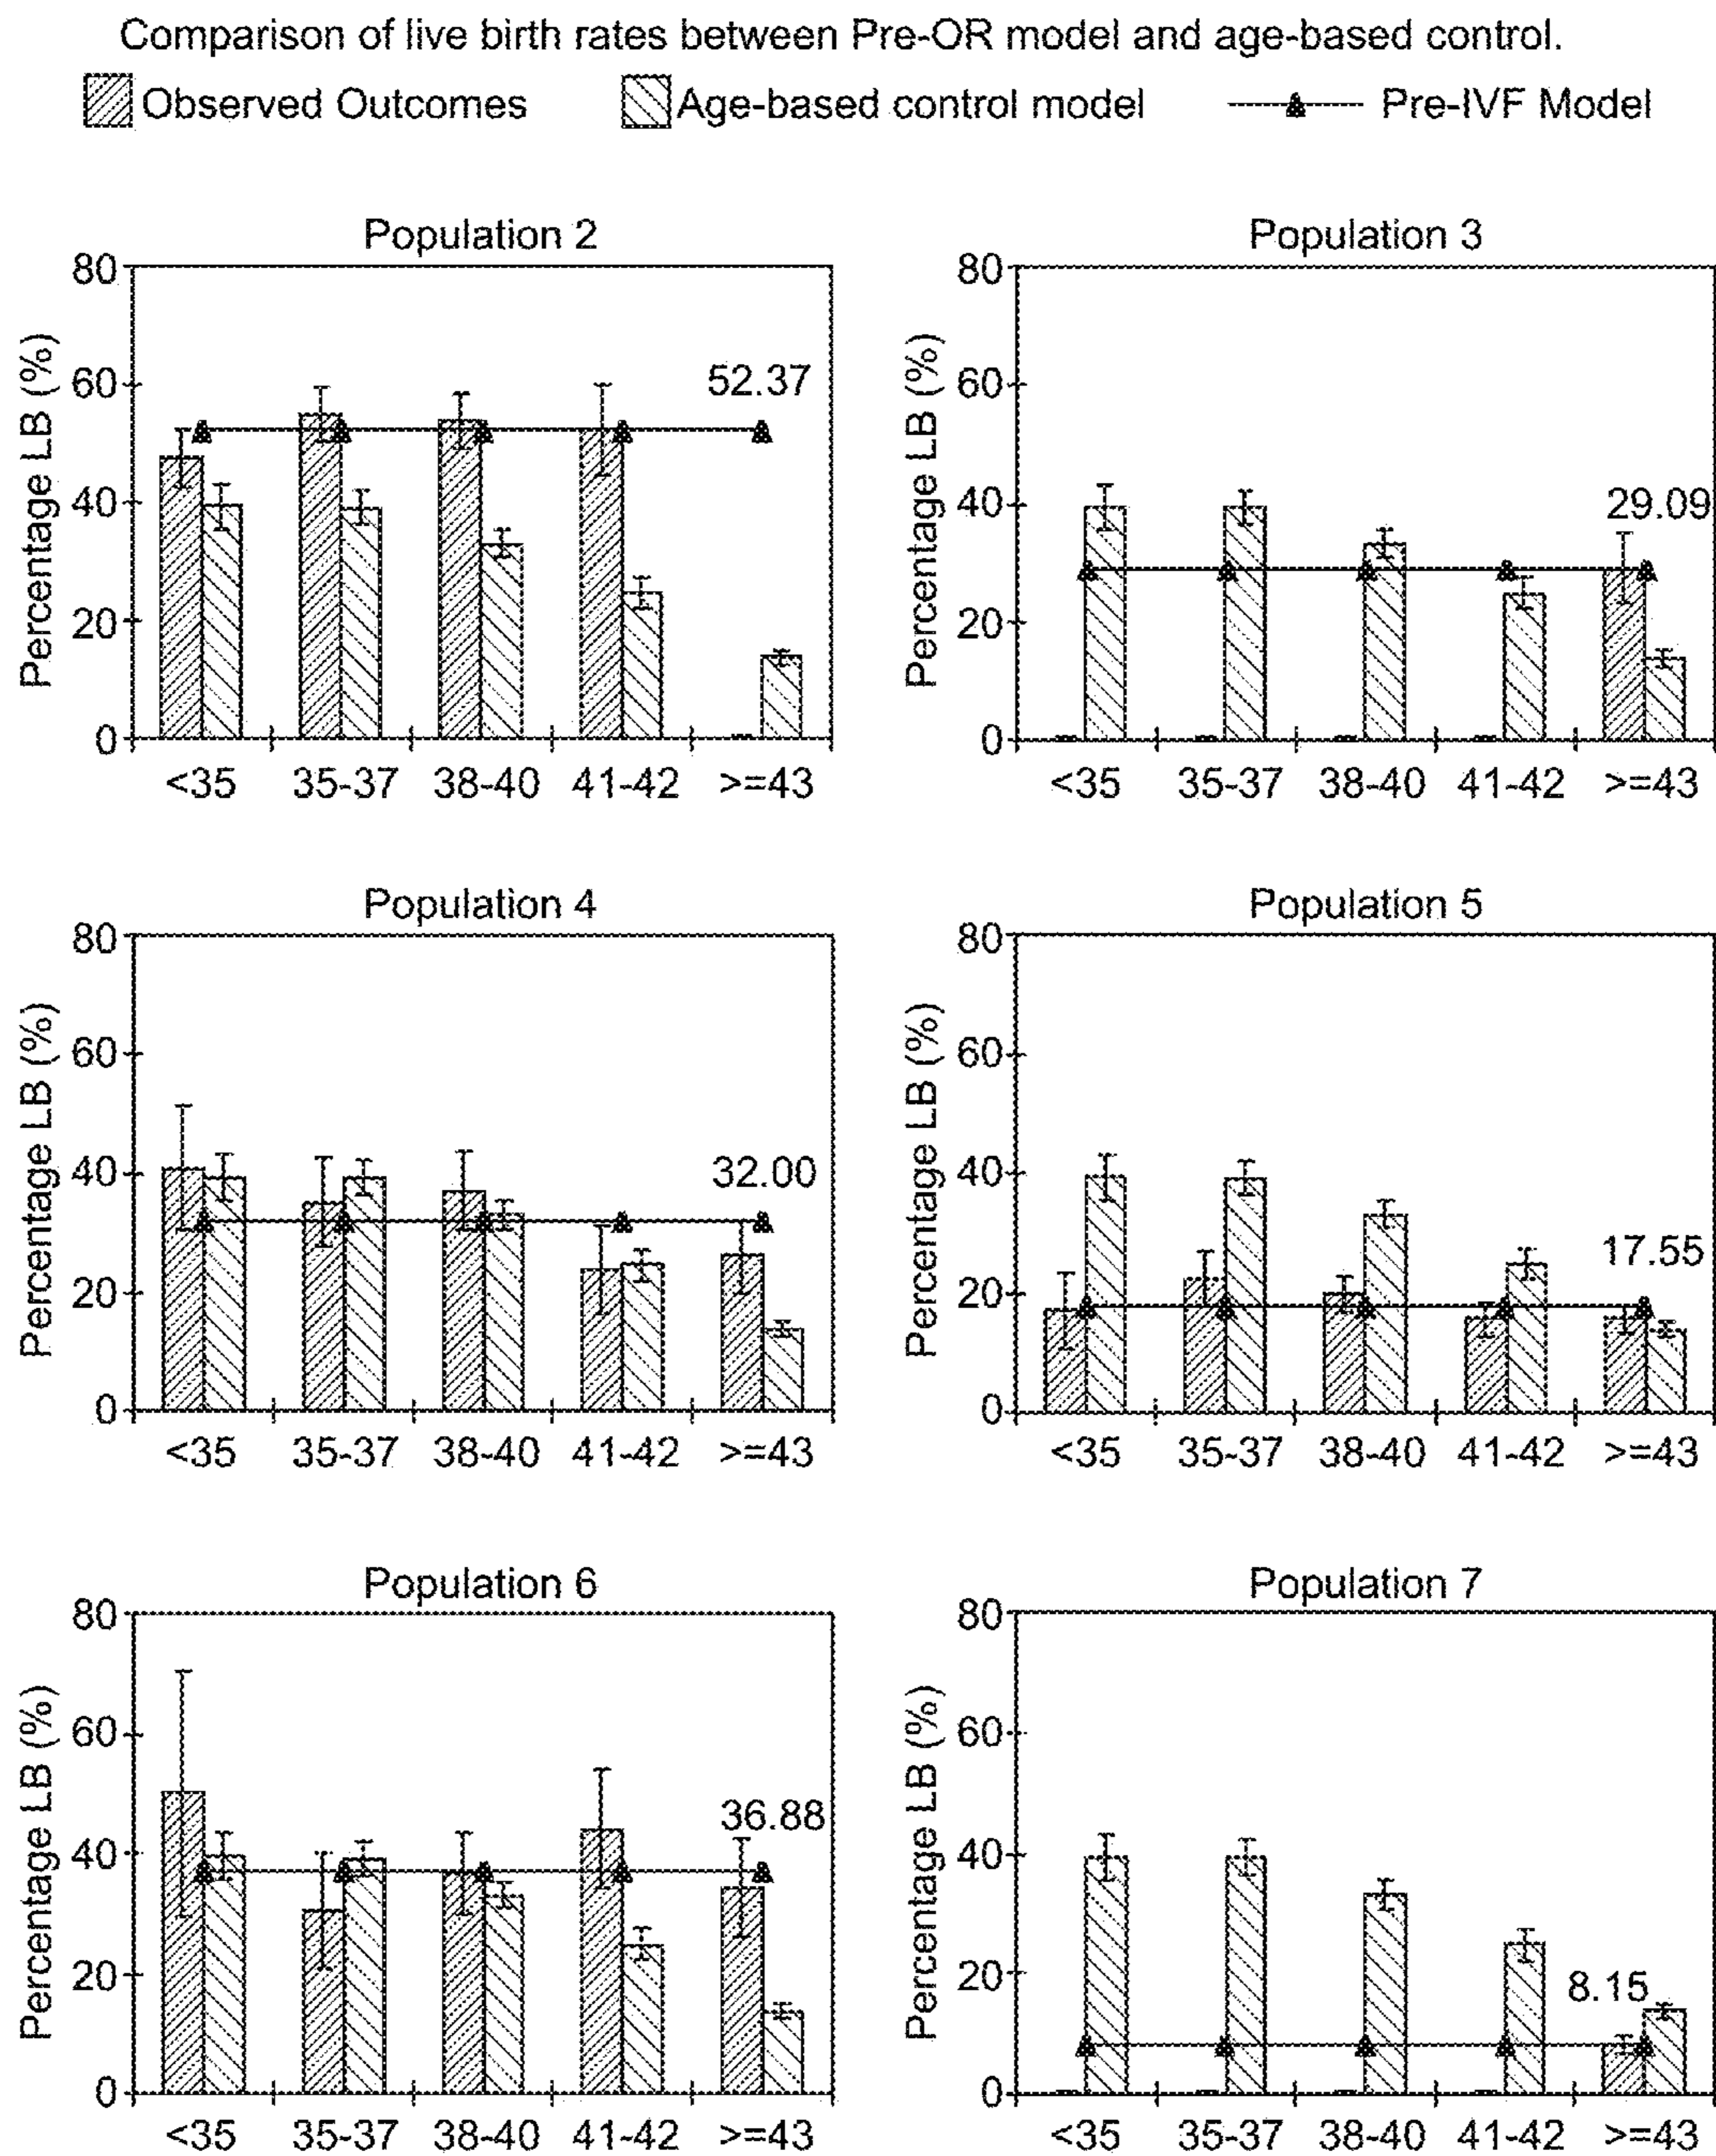 Comparison of live birth rates between Pre-OR model and age-based control.
Observed Outcomes Age-based control model Pre-IVF Model
Population 2
Percentage LB (%)
80
60
40
20
0
52.37
<35 35-37 38-40 41-42 >=43
Population 3
Percentage LB (%)
80
60
40
20
0
29.09
<35 35-37 38-40 41-42 >=43
Population 4
Percentage LB (%)
80
60
40
20
0
32.00
<35 35-37 38-40 41-42 >=43
Population 5
Percentage LB (%)
80
60
40
20
0
17.55
<35 35-37 38-40 41-42 >=43
Population 6
Percentage LB (%)
80
60
40
20
0
36.88
<35 35-37 38-40 41-42 >=43
Population 7
Percentage LB (%)
80
60
40
20
0
8.15
<35 35-37 38-40 41-42 >=43